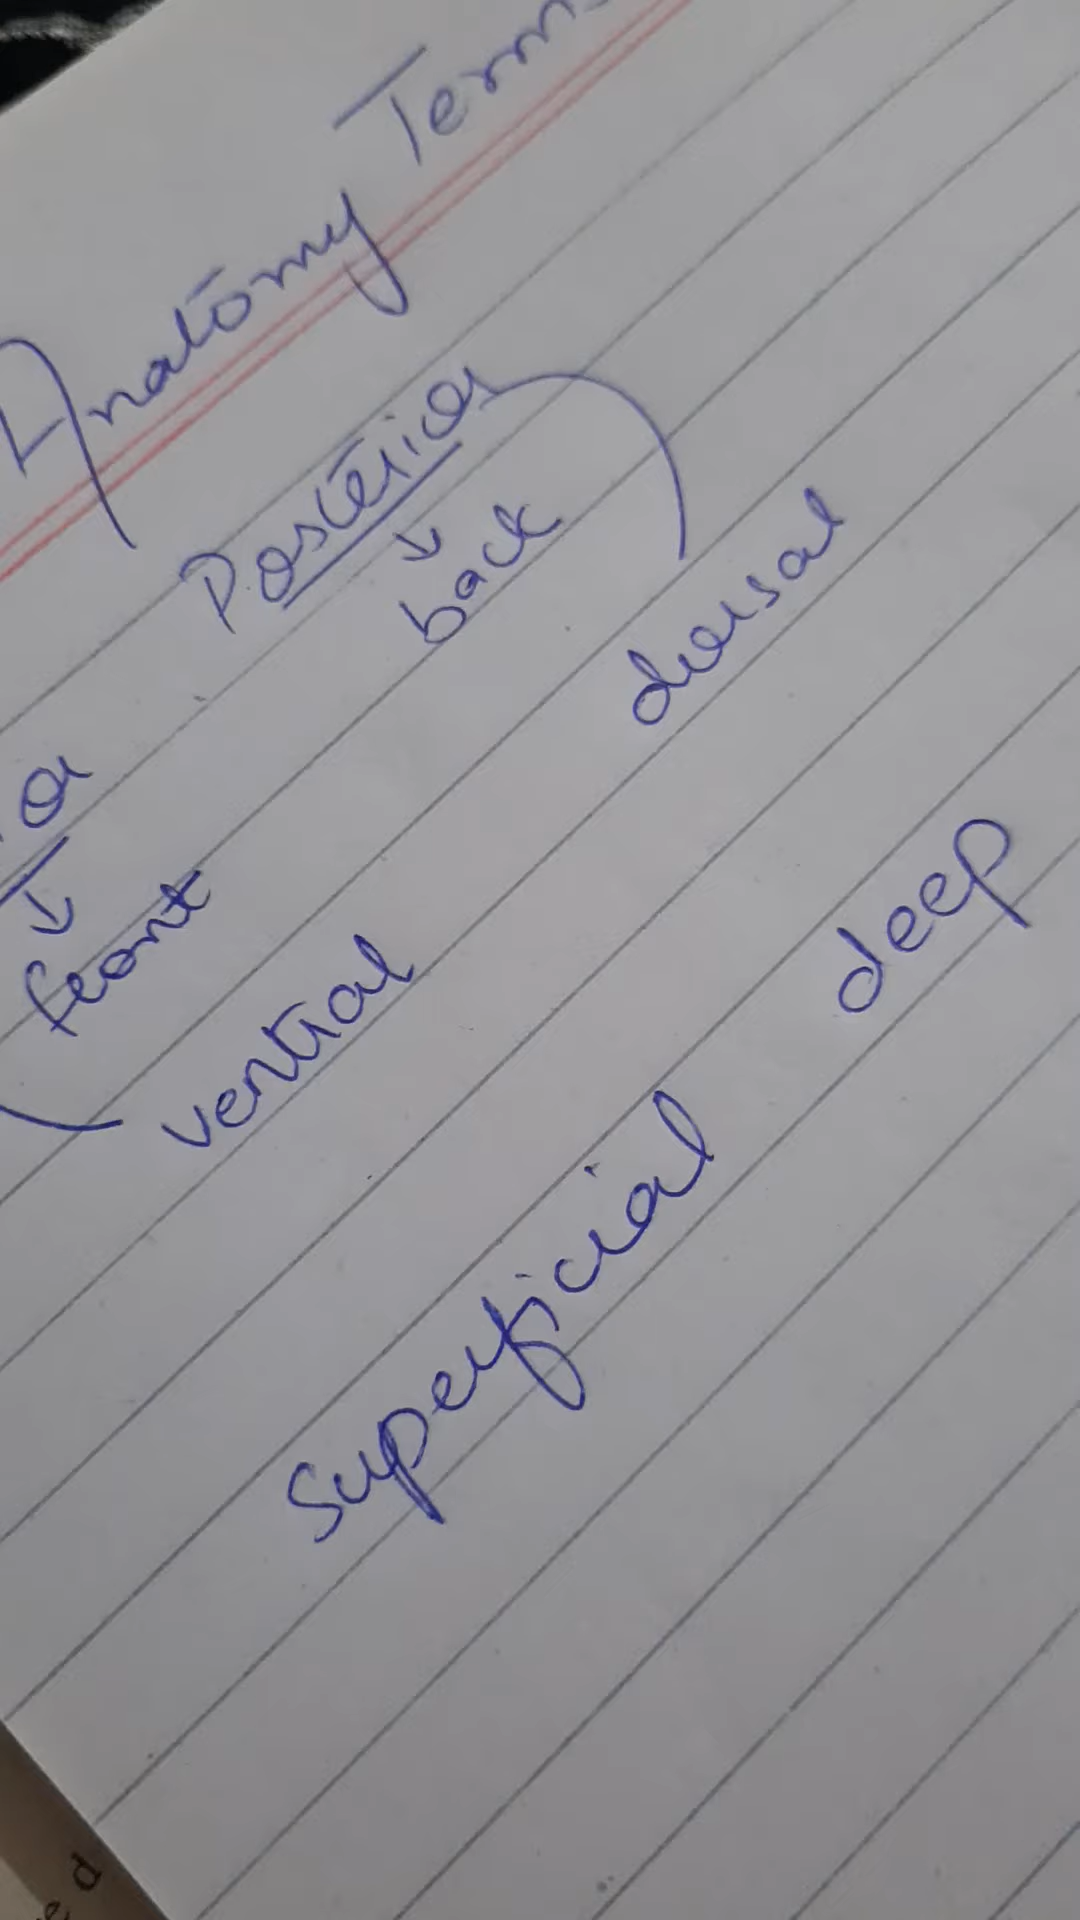 Anatomy Term
Posterior
↓ ↓
front back
ventral dorsal
Superficial deep